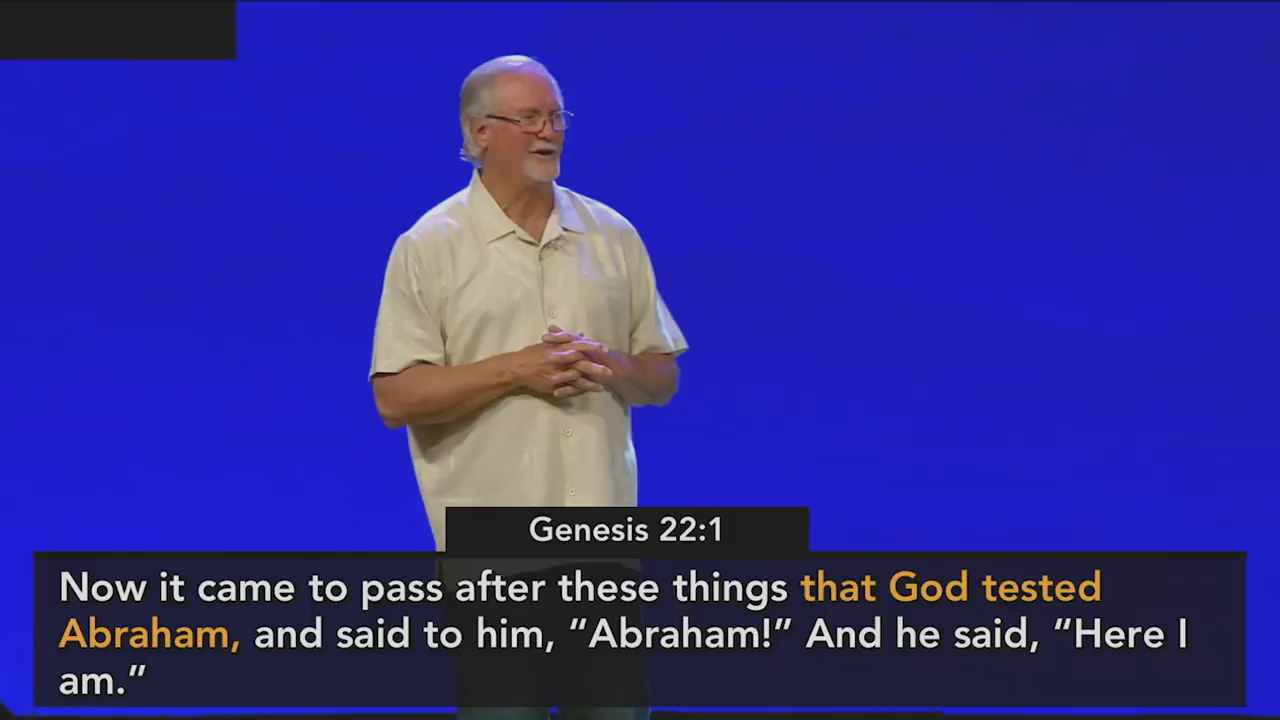 Genesis 22:1
Now it came to pass after these things that God tested
Abraham, and said to him, “Abraham!” And he said, “Here I
am.”